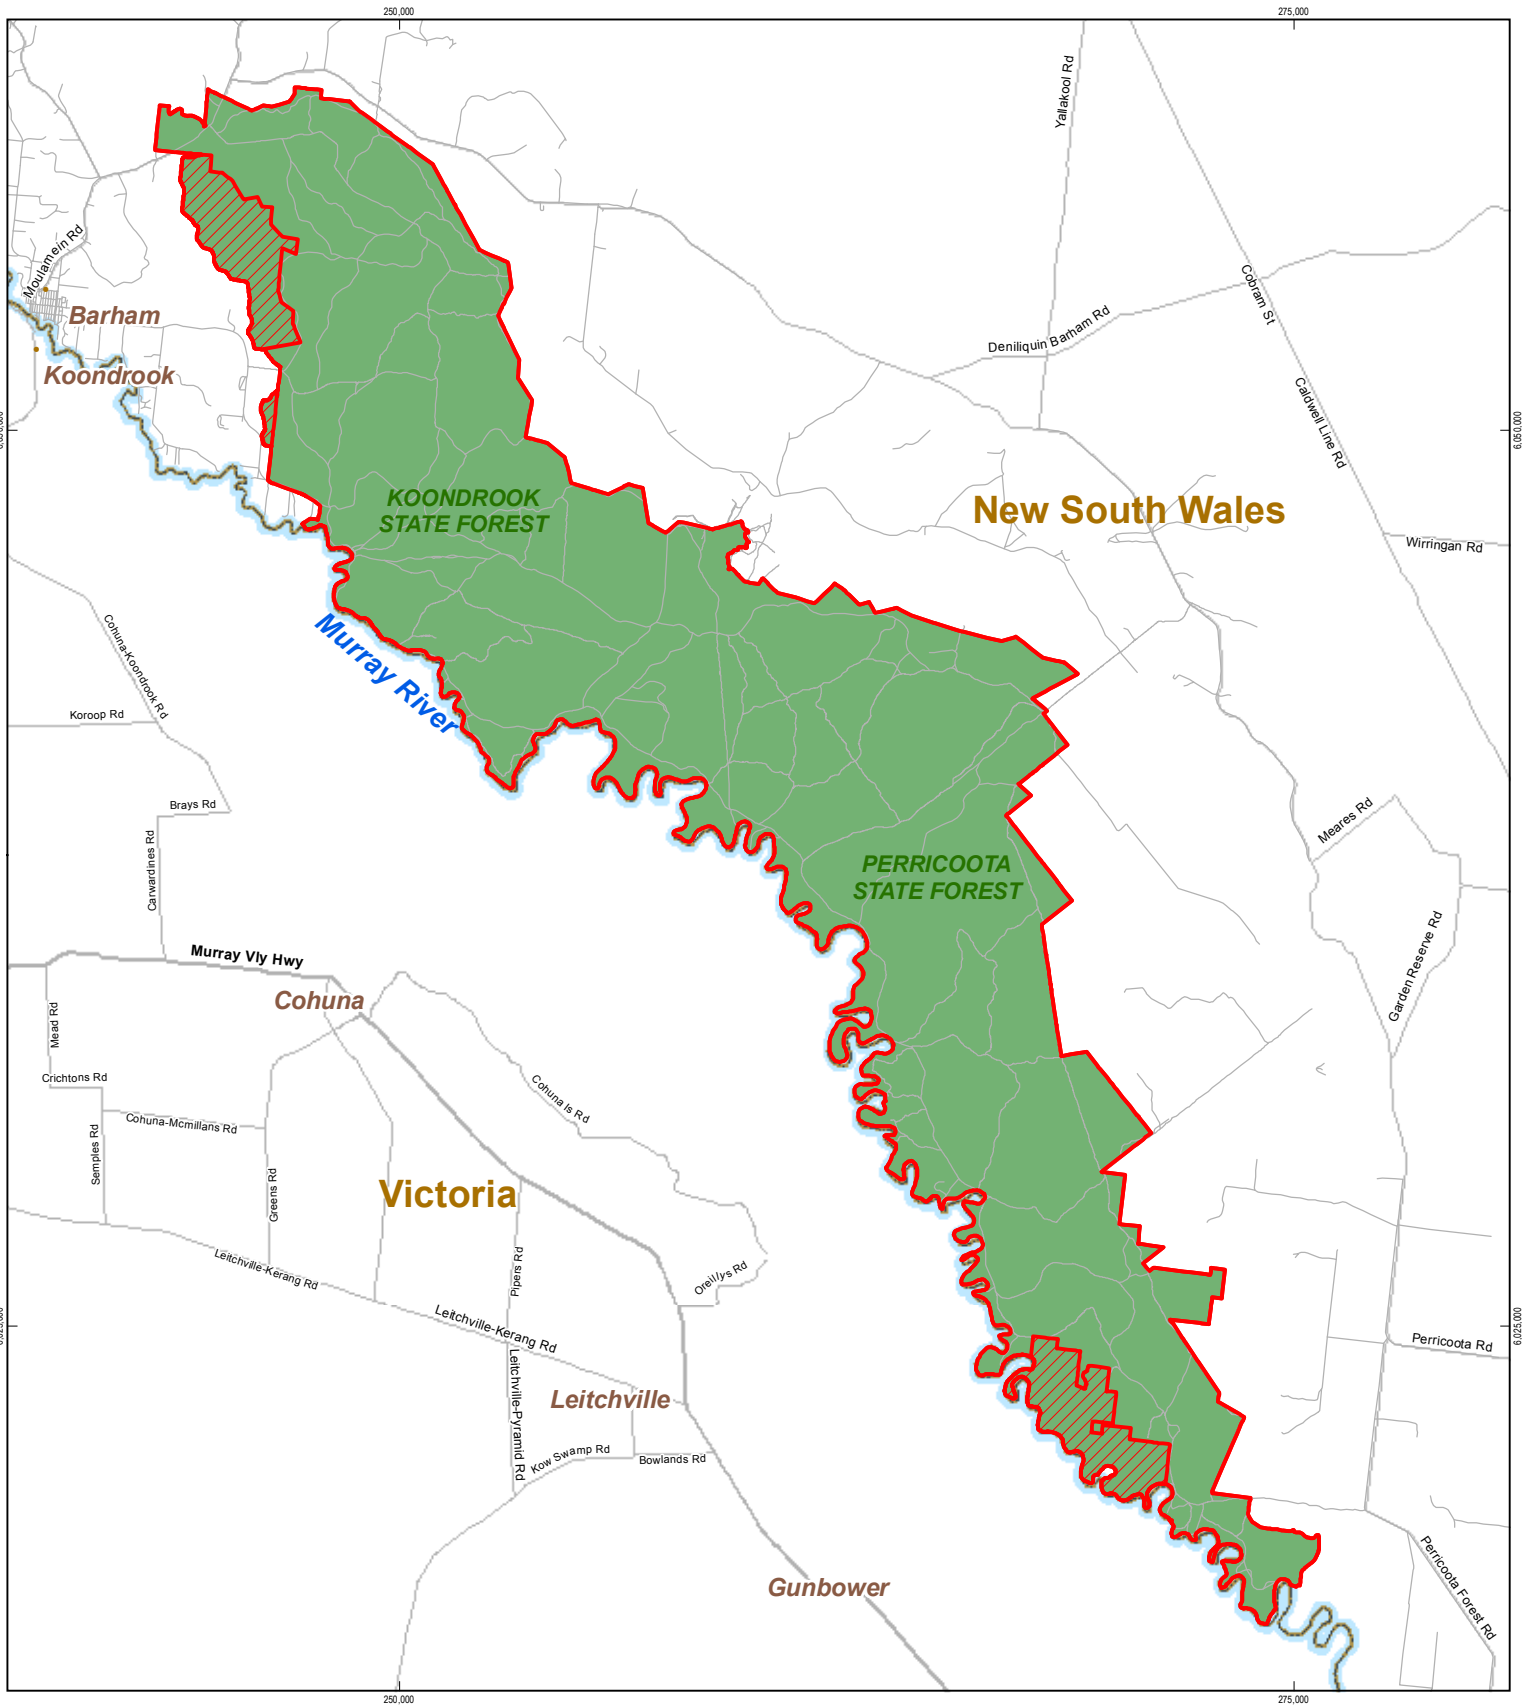 250,000
275,000
Yallakool Rd
Moulamein Rd
Cobram St
Barham
Deniliquin Barham Rd
Koondrook
Caldwell Line Rd
6,050,000
KOONDROOK
STATE FOREST
New South Wales
Wirringan Rd
Cohuna-Koondrook Rd
Murray River
Koroop Rd
Brays Rd
Meares Rd
Carwardines Rd
PERRICOOTA
STATE FOREST
Garden Reserve Rd
Murray Vly Hwy
Cohuna
Mead Rd
Crichtons Rd
Cohuna Is Rd
Cohuna-Mcmillans Rd
Semples Rd
Greens Rd
Victoria
Leitchville-Kerang Rd
Pipers Rd
Oreillys Rd
Leitchville-Kerang Rd
6,025,000
Perricoota Rd
Leitchville-Pyramid Rd
Leitchville
Kow Swamp Rd
Bowlands Rd
Gunbower
Perricoota Forest Rd
250,000
275,000